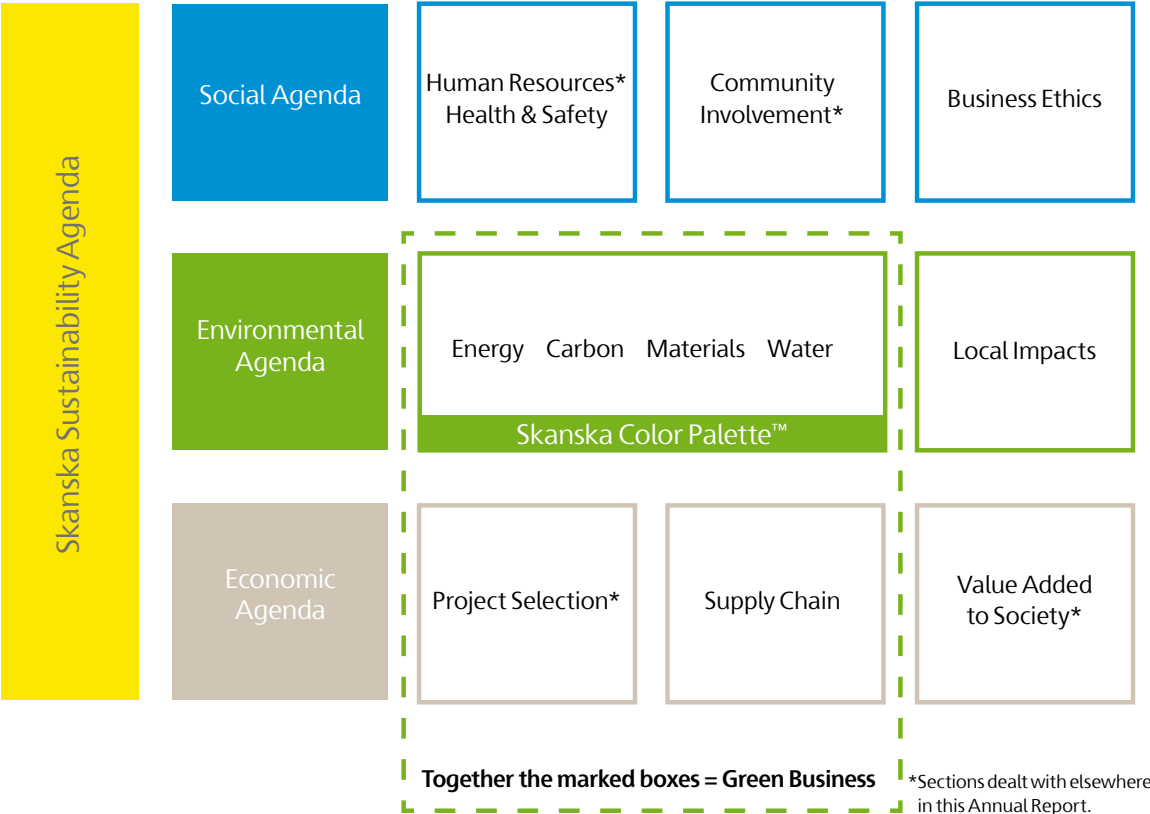 Skanska Sustainability Agenda
Social Agenda
Human Resources*
Health & Safety
Community
Involvement*
Business Ethics
Environmental
Agenda
Energy Carbon Materials Water
Skanska Color Palette™
Local Impacts
Economic
Agenda
Project Selection*
Supply Chain
Value Added
to Society*
Together the marked boxes = Green Business
*Sections dealt with elsewhere
in this Annual Report.